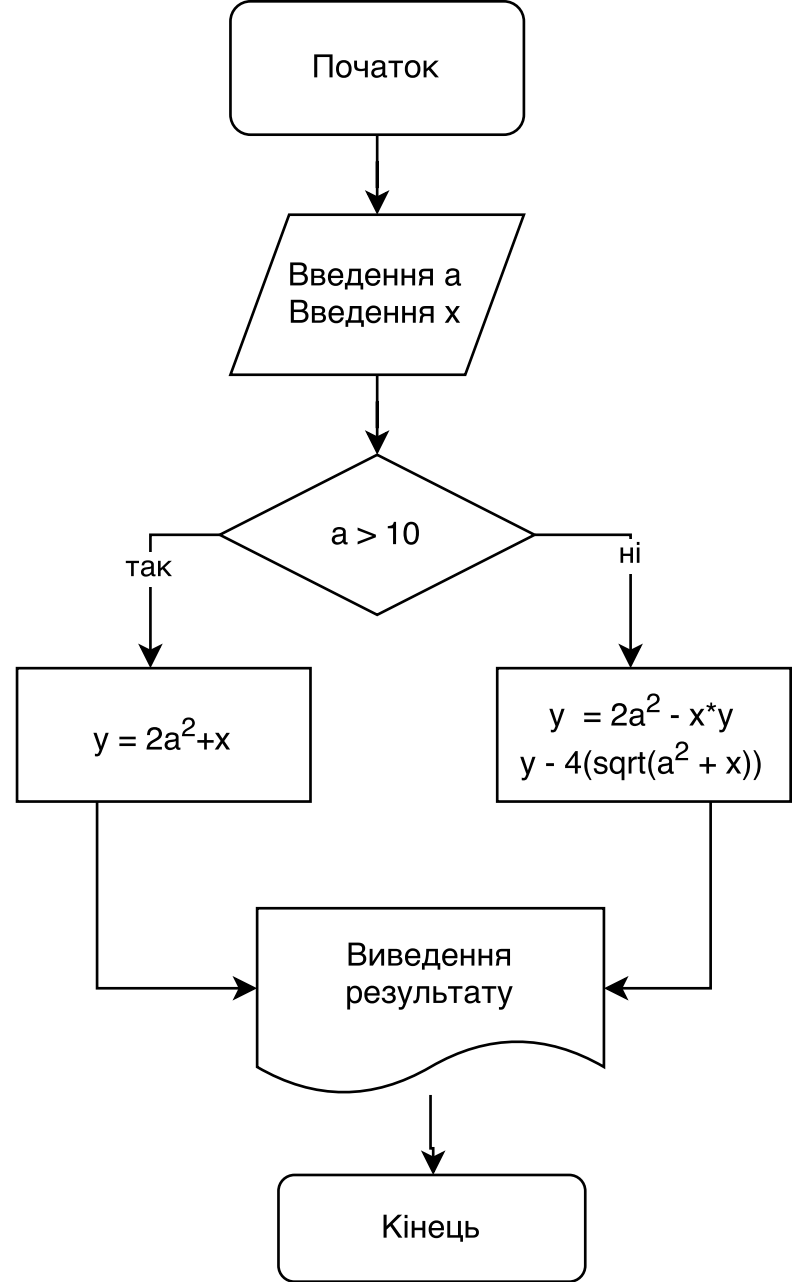 Початок
Введення a
Введення x
a > 10
так
ні
y = 2a²+x
y = 2a² - x*y
y - 4(sqrt(a² + x))
Виведення
результату
Кінець